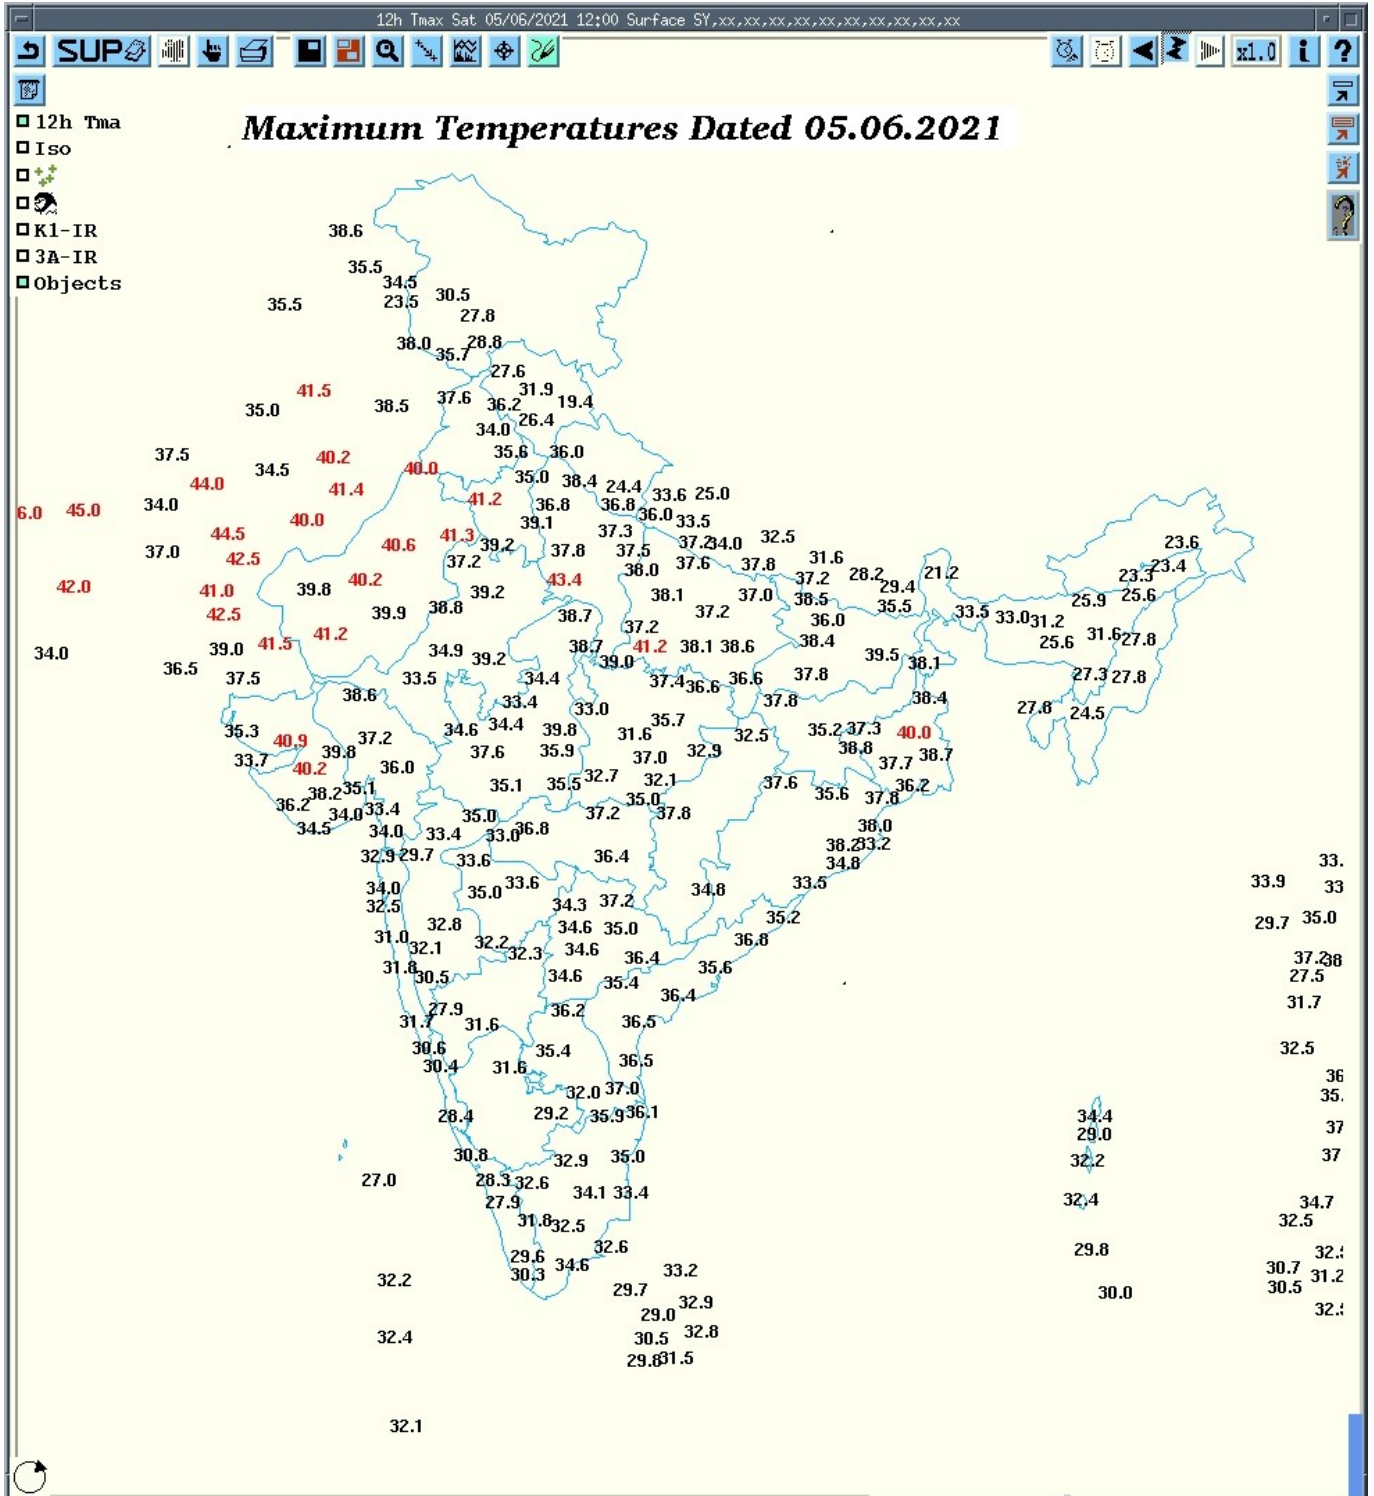 12h Tmax Sat 05/06/2021 12:00 Surface SY,xx,xx,xx,xx,xx,xx,xx,xx,xx,xx
SUP x1.0 i ?
12h Tma
Maximum Temperatures Dated 05.06.2021
Iso
K1-IR
3A-IR
Objects
38.6
35.5
34.5
35.5 23.5 30.5
27.8
38.0 28.8
35.7
27.6
41.5 31.9
35.0 38.5 37.6 36.2 19.4
26.4
34.0
37.5 35.6 36.0
40.2
34.5 40.0
44.0 35.0 38.4 24.4
41.4 41.2 33.6 25.0
6.0 45.0 34.0 36.8 36.8
40.0 39.1 36.0 33.5
44.5 41.3 37.3 32.5
37.0 42.5 40.6 39.2 37.8 37.5 37.2 34.0 23.6
37.2 38.0 37.6 37.8 31.6 23.4
42.0 41.0 39.8 40.2 39.2 43.4 37.2 28.2 21.2 23.3
38.1 37.0 38.5 29.4 25.9 25.6
42.5 39.9 38.8 38.7 37.2 36.0 35.5 33.5 33.0 31.2
41.5 41.2 37.2 38.4 25.6 31.6 27.8
34.0 39.0 34.9 39.2 38.7 41.2 38.1 38.6 39.5 38.1
36.5 37.5 33.5 34.4 39.0 37.4 36.6 36.6 37.8 27.3 27.8
38.6 33.4 33.0 37.8 38.4
35.3 34.6 34.4 39.8 35.7 35.2 37.3 40.0 27.8 24.5
40.9 37.2 31.6 32.5
33.7 39.8 37.6 35.9 37.0 32.9 38.8 37.7 38.7
40.2 36.0 35.1 35.5 32.7 32.1 37.6 36.2
38.2 35.1 35.0 35.6 37.8
36.2 34.0 33.4 35.0 37.2 37.8
34.5 34.0 33.4 33.0 36.8 38.0
32.9 29.7 33.6 36.4 38.2 33.2
34.8 33.
34.0 35.0 33.6 34.8 33.5 33.9 33
32.5 34.3 37.2
32.8 34.6 35.0 35.2 29.7 35.0
31.0 32.1 32.2 32.3 34.6 36.4 36.8
31.8 30.5 34.6 35.4 35.6 37.2 38
27.5
27.9 36.2 36.4 31.7
31.7 31.6 36.5
30.6 35.4 32.5
30.4 31.6 36.5 36
32.0 37.0 35.
28.4 29.2 35.9 36.1 34.4
29.0 37
30.8 32.9 35.0 32.2 37
27.0 28.3 32.6 34.1 33.4
27.9 32.4 34.7
31.8 32.5 32.5
29.6 32.6 29.8 32.
30.3 34.6 33.2 30.7
32.2 29.7 30.0 30.5 31.2
32.9 32.
29.0
32.4 30.5 32.8
29.8 31.5
32.1